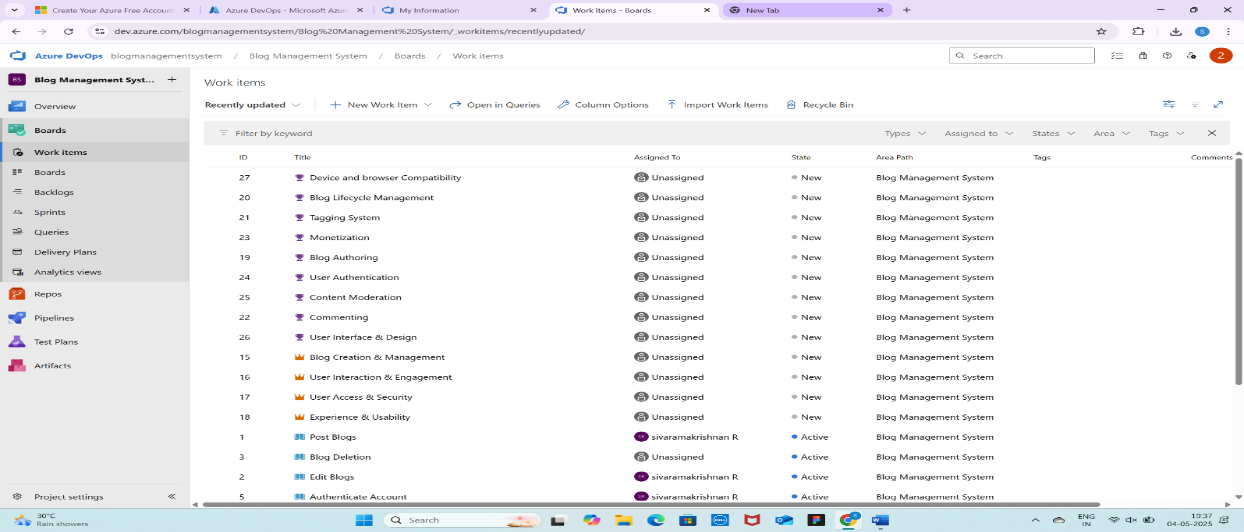 Create Your Azure Free Account
Azure DevOps - Microsoft Azur
My Information
Work items - Boards
New Tab
dev.azure.com/blogmanagementsystem/Blog%20Management%20System/_workitems/recentlyupdated/
S
Azure DevOps blogmanagementsystem / Blog Management System / Boards / Work items
Search
2
BS Blog Management Syst...
Overview
Boards
Work items
Boards
Backlogs
Sprints
Queries
Delivery Plans
Analytics views
Repos
Pipelines
Test Plans
Artifacts
Project settings
Work items
Recently updated New Work Item Open in Queries Column Options Import Work Items Recycle Bin
Filter by keyword Types Assigned to States Area Tags
ID Title Assigned To State Area Path Tags Comments
27 Device and browser Compatibility Unassigned New Blog Management System
20 Blog Lifecycle Management Unassigned New Blog Management System
21 Tagging System Unassigned New Blog Management System
23 Monetization Unassigned New Blog Management System
19 Blog Authoring Unassigned New Blog Management System
24 User Authentication Unassigned New Blog Management System
25 Content Moderation Unassigned New Blog Management System
22 Commenting Unassigned New Blog Management System
26 User Interface & Design Unassigned New Blog Management System
15 Blog Creation & Management Unassigned New Blog Management System
16 User Interaction & Engagement Unassigned New Blog Management System
17 User Access & Security Unassigned New Blog Management System
18 Experience & Usability Unassigned New Blog Management System
1 Post Blogs sivaramakrishnan R Active Blog Management System
3 Blog Deletion Unassigned Active Blog Management System
2 Edit Blogs sivaramakrishnan R Active Blog Management System
5 Authenticate Account sivaramakrishnan R Active Blog Management System
30°C
Rain showers
Search
ENG
IN
19:37
04-05-2025